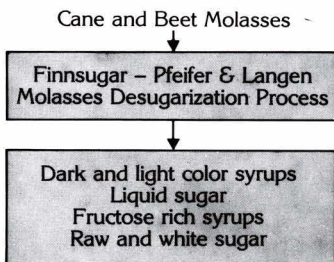 Cane and Beet Molasses
Finnsugar – Pfeifer & Langen
Molasses Desugarization Process
Dark and light color syrups
Liquid sugar
Fructose rich syrups
Raw and white sugar